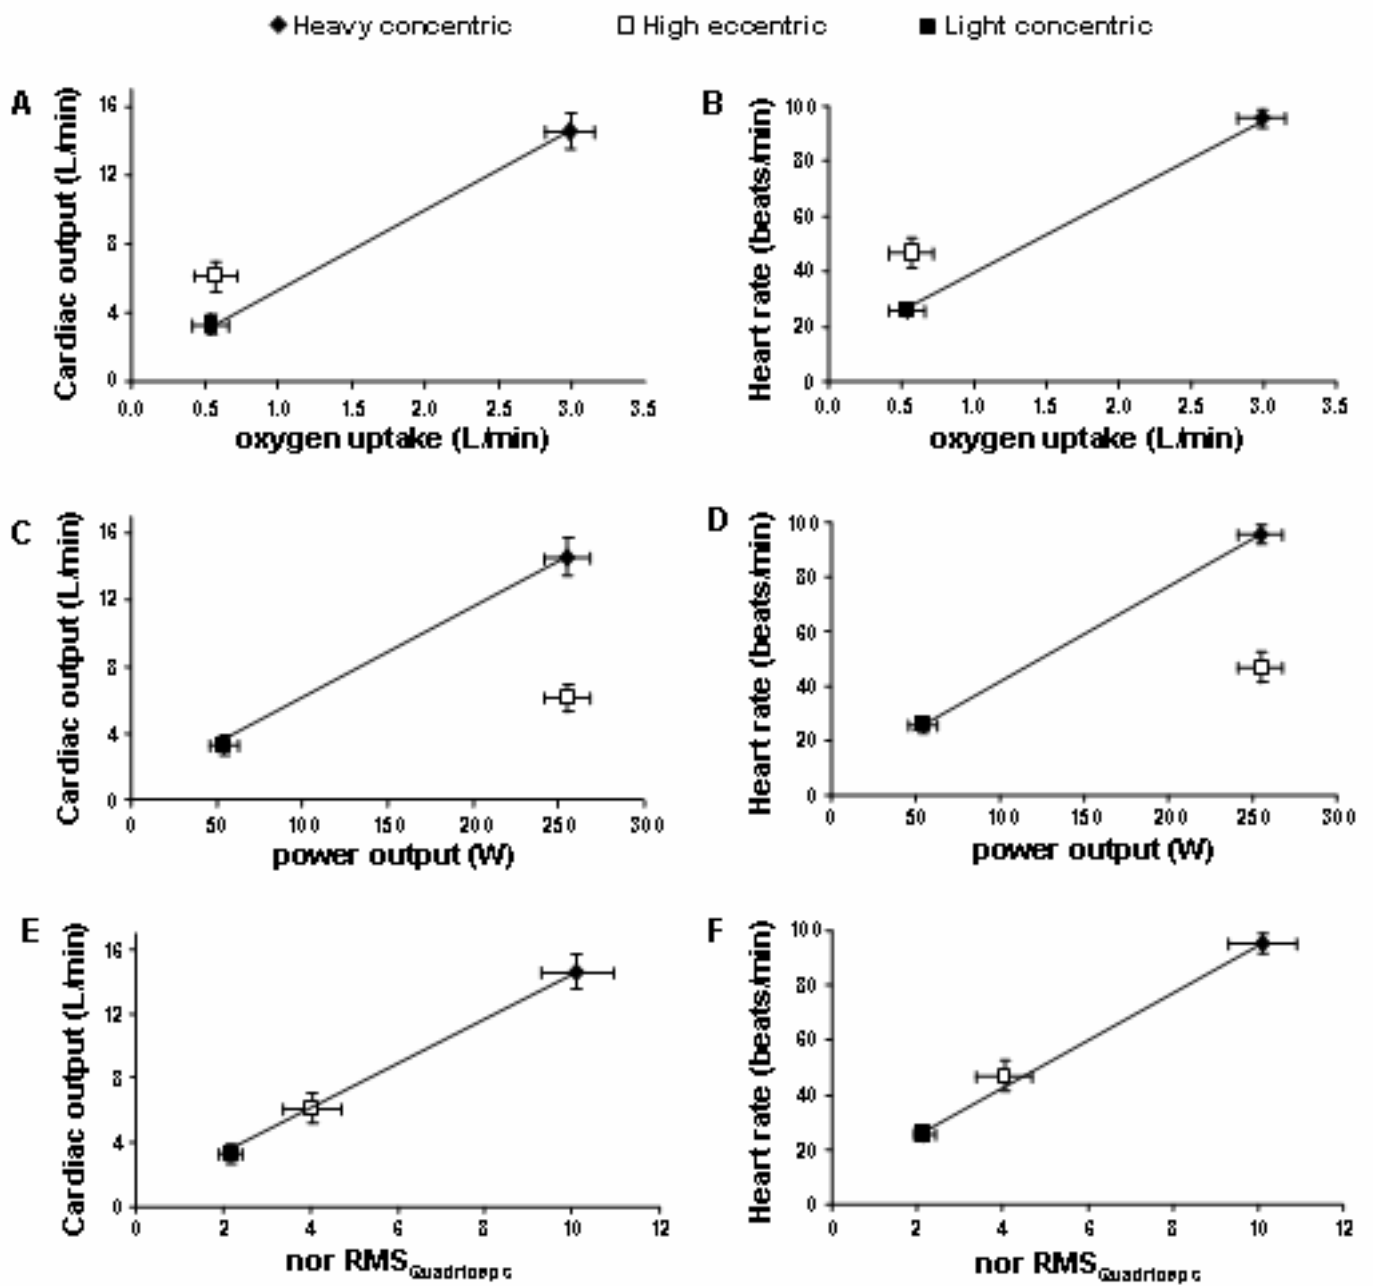 Heavy concentric High eccentric Light concentric
A
Cardiac output (L/min)
16
12
8
4
0
0.0 0.5 1.0 1.5 2.0 2.5 3.0 3.5
oxygen uptake (L/min)
B
Heart rate (beats/min)
100
80
60
40
20
0
0.0 0.5 1.0 1.5 2.0 2.5 3.0 3.5
oxygen uptake (L/min)
C
Cardiac output (L/min)
16
12
8
4
0
0 50 100 150 200 250 300
power output (W)
D
Heart rate (beats/min)
100
80
60
40
20
0
0 50 100 150 200 250 300
power output (W)
E
Cardiac output (L/min)
16
12
8
4
0
0 2 4 6 8 10 12
nor RMS Quadriceps
F
Heart rate (beats/min)
100
80
60
40
20
0
0 2 4 6 8 10 12
nor RMS Quadriceps